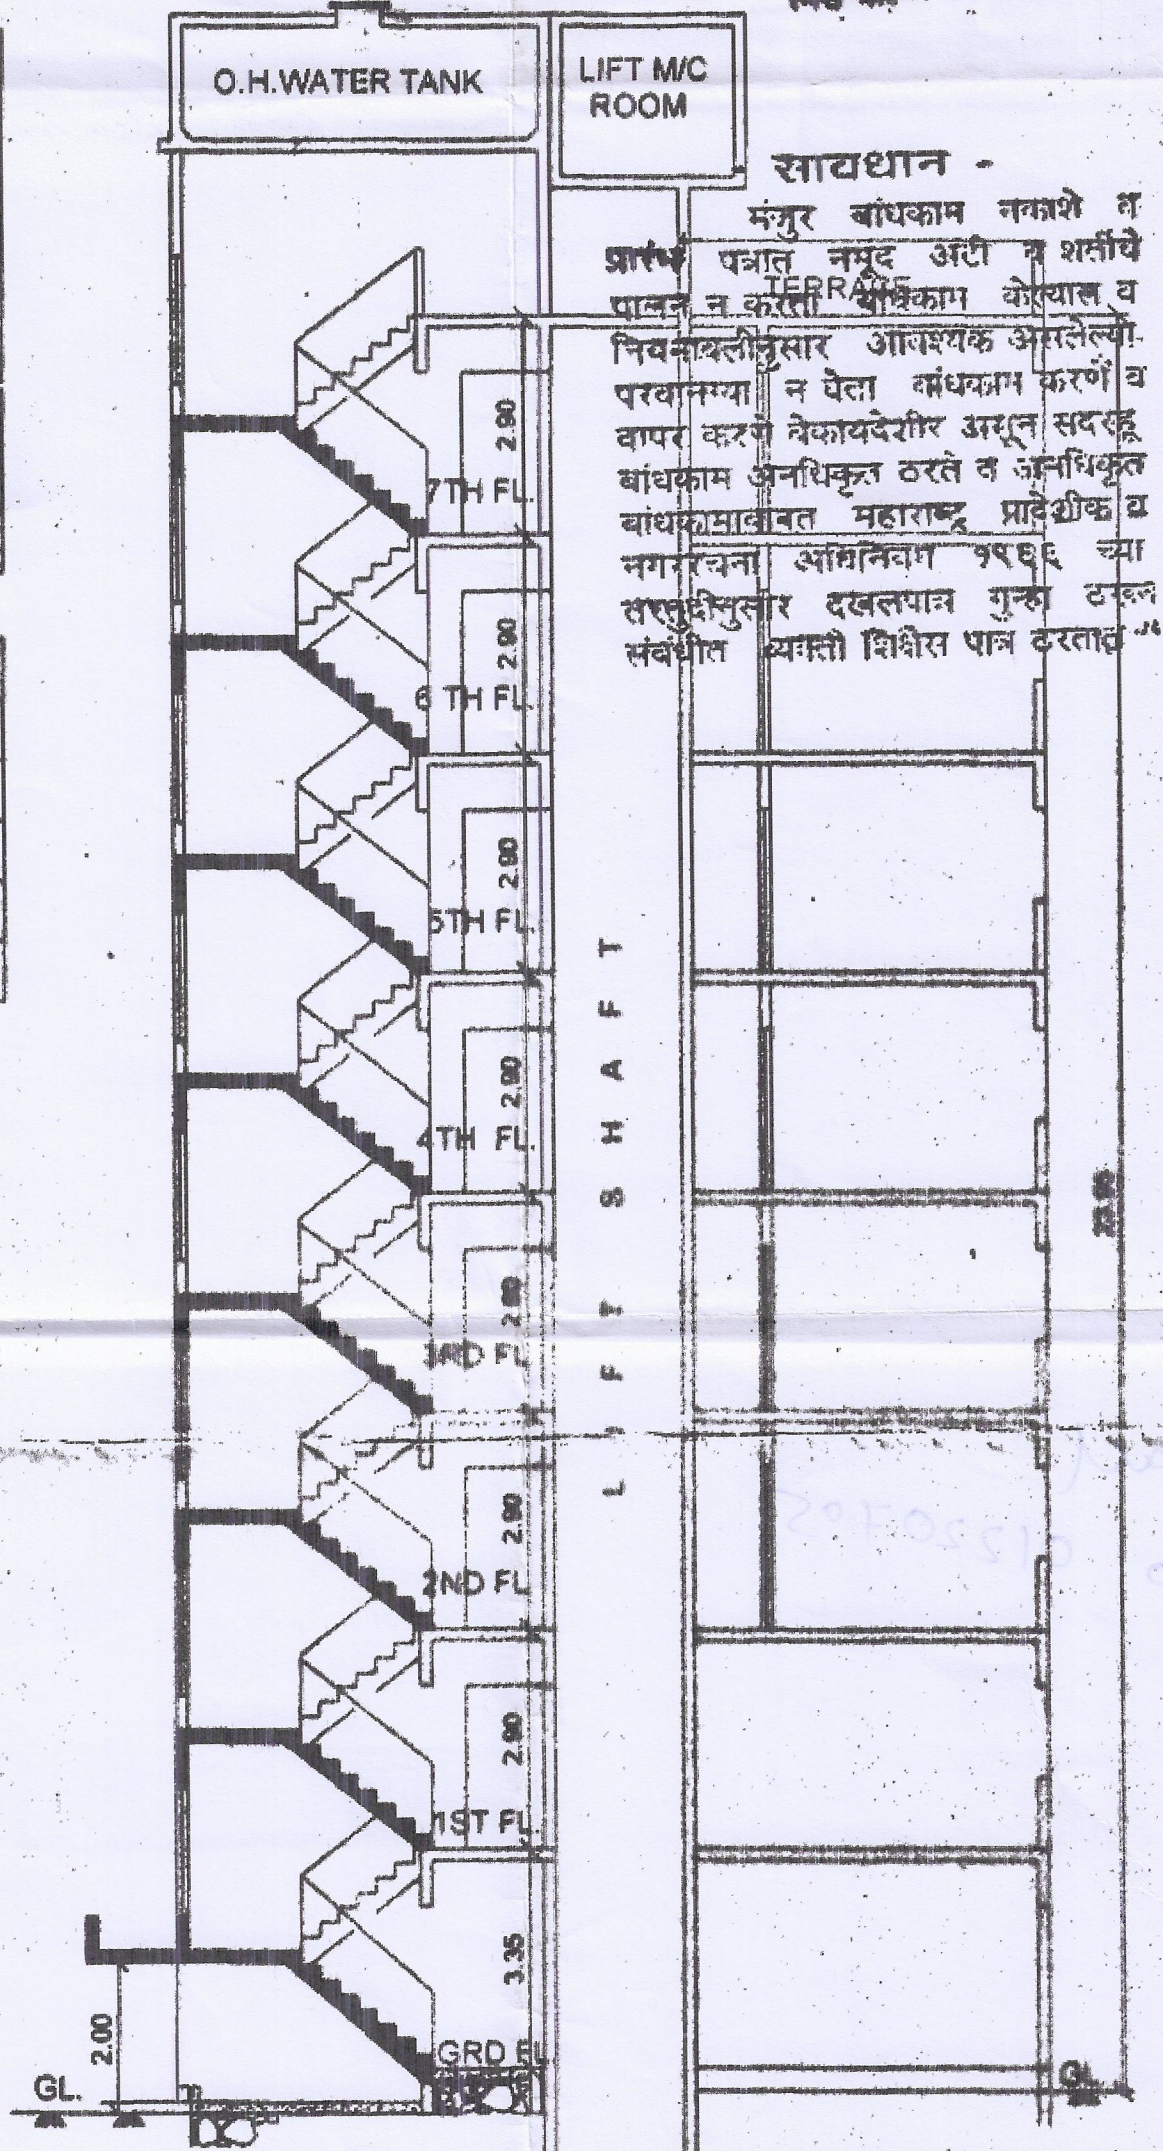 O.H.WATER TANK
LIFT M/C
ROOM
सावधान -
मंजुर बांधकाम नकाशे व
प्रारंभ पत्रात नमूद अटी व शर्तीचे
TERRACE
पालन न करता बांधकाम केल्यास व
नियमावलीनुसार आवश्यक असलेल्या
परवानग्या न घेता बांधकाम करणे व
वापर करणे बेकायदेशीर असून सदरहू
बांधकाम अनधिकृत ठरते व अनधिकृत
बांधकामाबाबत महाराष्ट्र प्रादेशीक व
नगररचना अधिनियम १९६६ च्या
तरतुदीनुसार दखलपात्र गुन्हा ठरून
संबंधीत व्यक्ती शिक्षेस पात्र ठरतात
2.90
7TH FL.
2.90
6 TH FL.
2.90
5TH FL.
2.90
4TH FL.
2.90
3RD FL
2.90
2ND FL
2.90
1ST FL.
3.35
GRD FL
LIFT SHAFT
2.00
GL.
GL